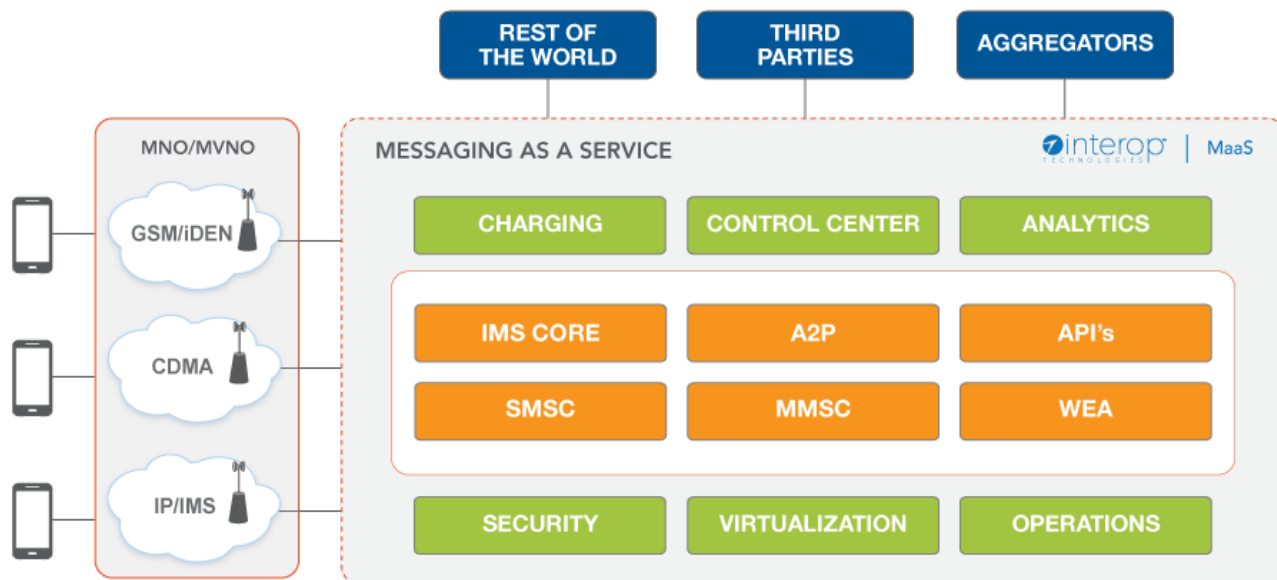 REST OF
THE WORLD
THIRD
PARTIES
AGGREGATORS
MNO/MVNO
MESSAGING AS A SERVICE
interop
TECHNOLOGIES
MaaS
GSM/iDEN
CHARGING
CONTROL CENTER
ANALYTICS
IMS CORE
A2P
API's
CDMA
SMSC
MMSC
WEA
IP/IMS
SECURITY
VIRTUALIZATION
OPERATIONS